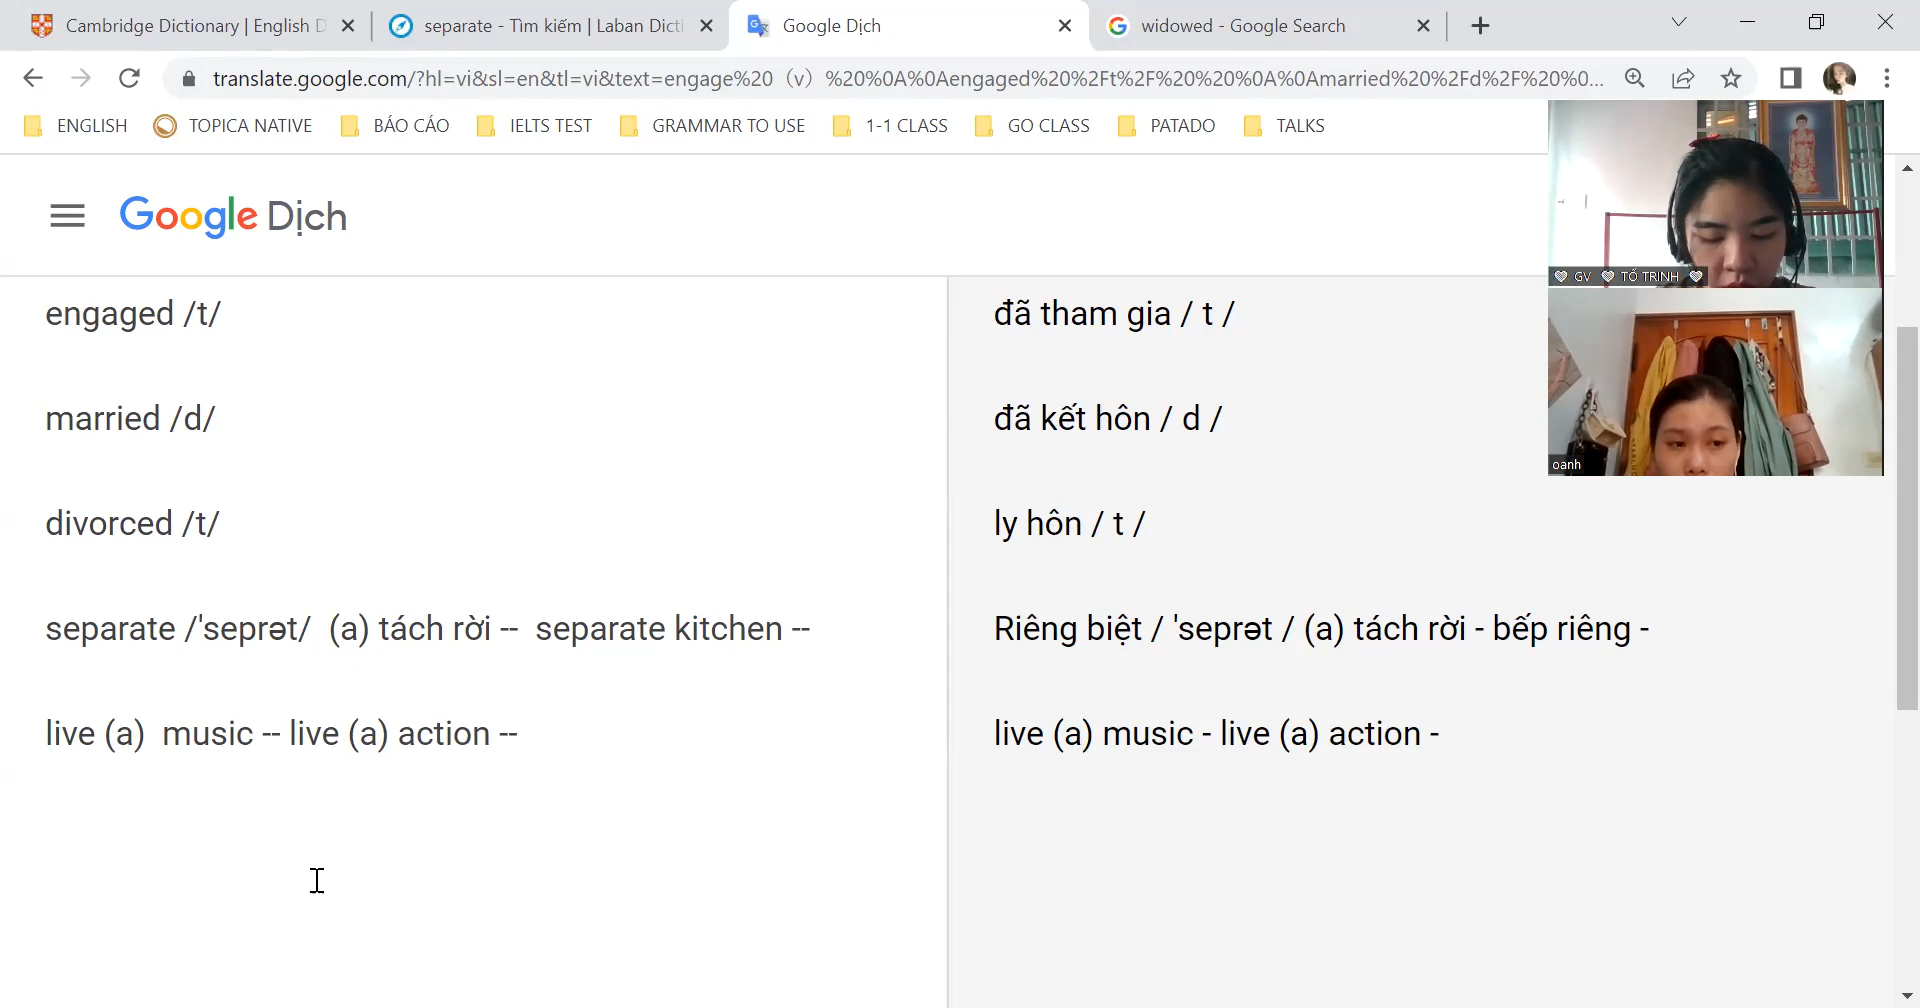 Cambridge Dictionary | English D
separate - Tìm kiếm | Laban Dicti
Google Dịch
widowed - Google Search
translate.google.com/?hl=vi&sl=en&tl=vi&text=engage%20 (v) %20%0A%0Aengaged%20%2Ft%2F%20%20%0A%0Amarried%20%2Fd%2F%20%0...
ENGLISH
TOPICA NATIVE
BÁO CÁO
IELTS TEST
GRAMMAR TO USE
1-1 CLASS
GO CLASS
PATADO
TALKS
Google Dịch
GV TỐ TRINH
oanh
engaged /t/
married /d/
divorced /t/
separate /'seprət/ (a) tách rời -- separate kitchen --
live (a) music -- live (a) action --
đã tham gia / t /
đã kết hôn / d /
ly hôn / t /
Riêng biệt / 'seprət / (a) tách rời - bếp riêng -
live (a) music - live (a) action -